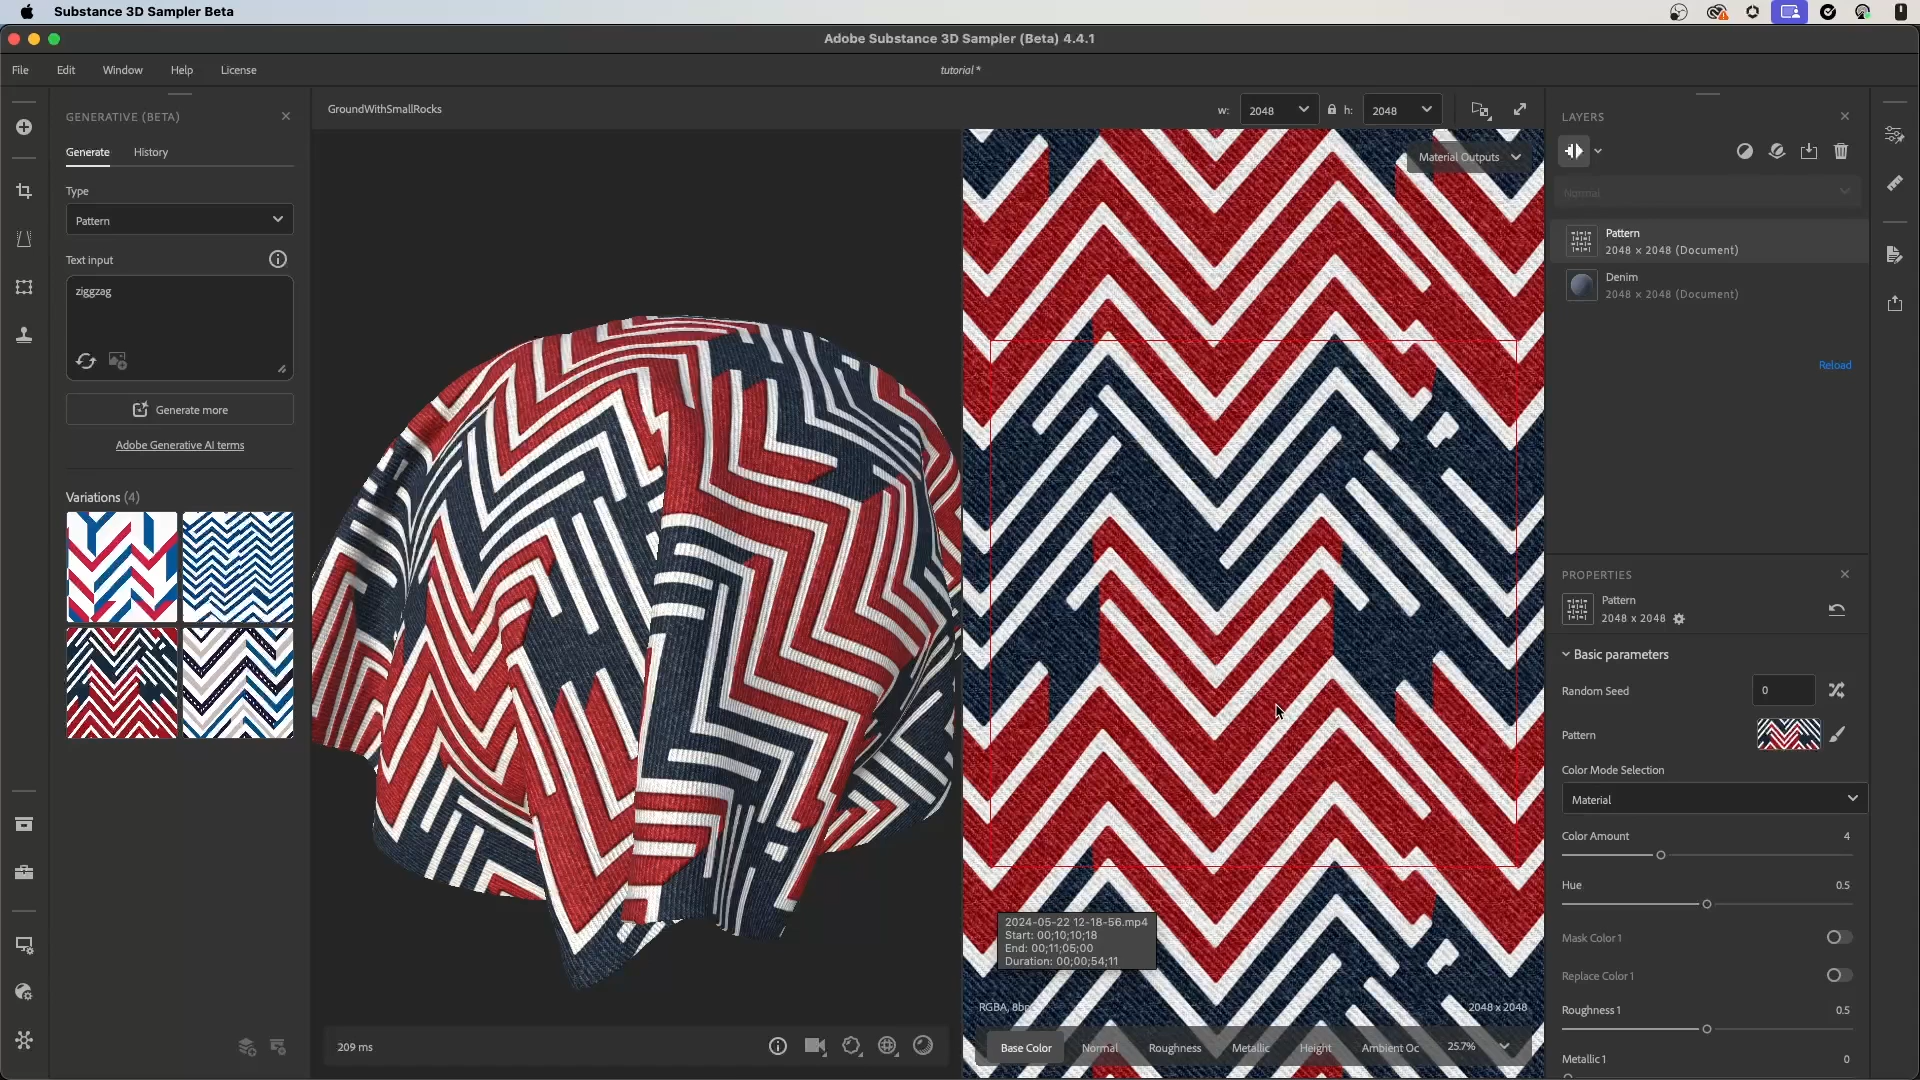 Substance 3D Sampler Beta
Adobe Substance 3D Sampler (Beta) 4.4.1
File Edit Window Help License
tutorial *
GENERATIVE (BETA)
Generate History
Type
Pattern
Text input
ziggzag
Generate more
Adobe Generative AI terms
Variations (4)
GroundWithSmallRocks
w: 2048 h: 2048
Material Outputs
209 ms
2024-05-22 12-18-56.mp4
Start: 00;10;10;18
End: 00;11;05;00
Duration: 00;00;54;11
RGBA, 8bp
2048 x 2048
Base Color Normal Roughness Metallic Height Ambient Oc 25.7%
LAYERS
Normal
Pattern
2048 × 2048 (Document)
Denim
2048 × 2048 (Document)
Reload
PROPERTIES
Pattern
2048 x 2048
Basic parameters
Random Seed 0
Pattern
Color Mode Selection
Material
Color Amount 4
Hue 0.5
Mask Color 1
Replace Color 1
Roughness 1 0.5
Metallic 1 0